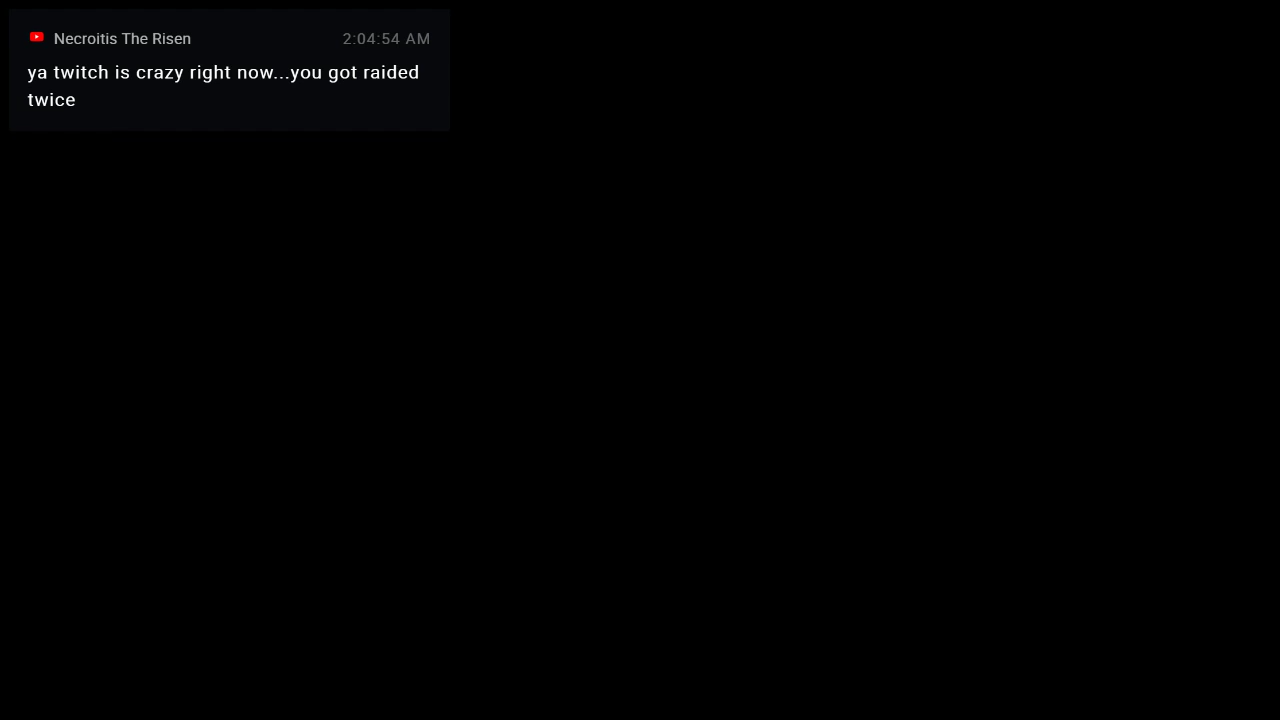 Necroitis The Risen 2:04:54 AM
ya twitch is crazy right now...you got raided
twice